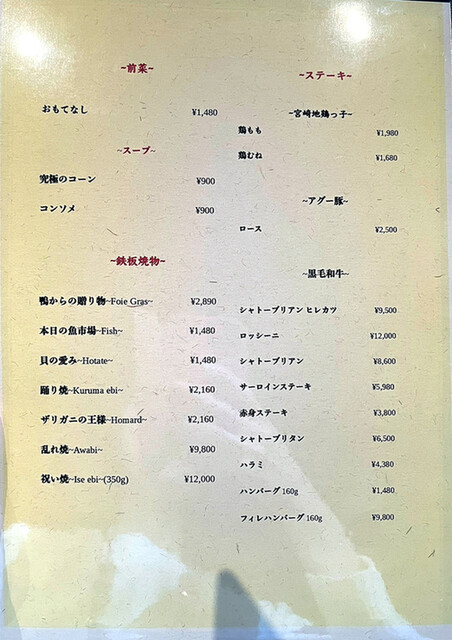 ~前菜~
おもてなし ¥1,480
~スープ~
究極のコーン ¥900
コンソメ ¥900
~鉄板焼物~
鴨からの贈り物~Foie Gras~ ¥2,890
本日の魚市場~Fish~ ¥1,480
貝の愛み~Hotate~ ¥1,480
踊り焼~Kuruma ebi~ ¥2,160
ザリガニの王様~Homard~ ¥2,160
乱れ焼~Awabi~ ¥9,800
祝い焼~Ise ebi~(350g) ¥12,000
~ステーキ~
~宮崎地鶏っ子~
鶏もも ¥1,980
鶏むね ¥1,680
~アグー豚~
ロース ¥2,500
~黒毛和牛~
シャトーブリアン ヒレカツ ¥9,500
ロッシーニ ¥12,000
シャトーブリアン ¥8,600
サーロインステーキ ¥5,980
赤身ステーキ ¥3,800
シャトーブリタン ¥6,500
ハラミ ¥4,380
ハンバーグ 160g ¥1,480
フィレハンバーグ 160g ¥9,800